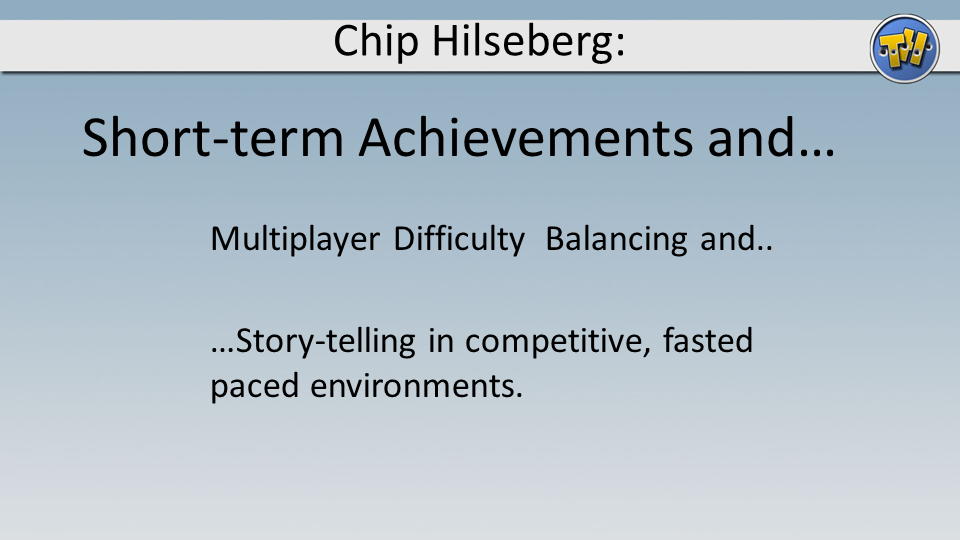 Chip Hilseberg:
Short-term Achievements and…
Multiplayer Difficulty  Balancing and..
…Story-telling in competitive, fasted
paced environments.